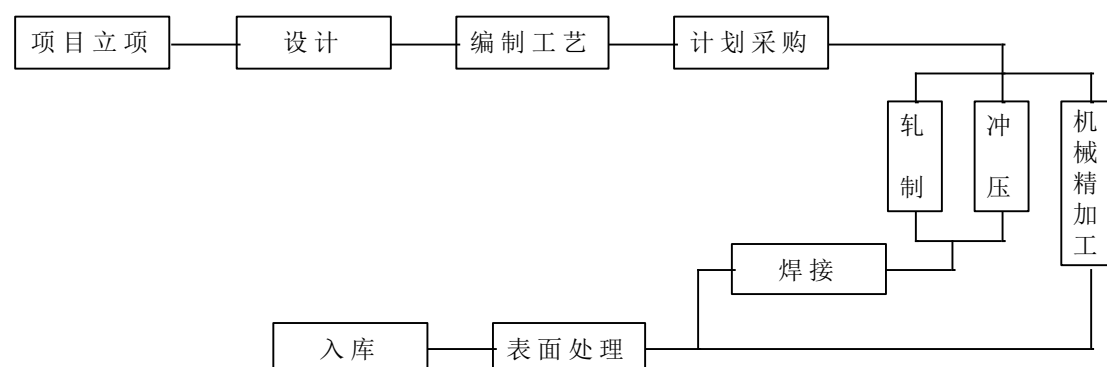 项目立项
设计
编制工艺
计划采购
轧制
冲压
机械精加工
焊接
入库
表面处理